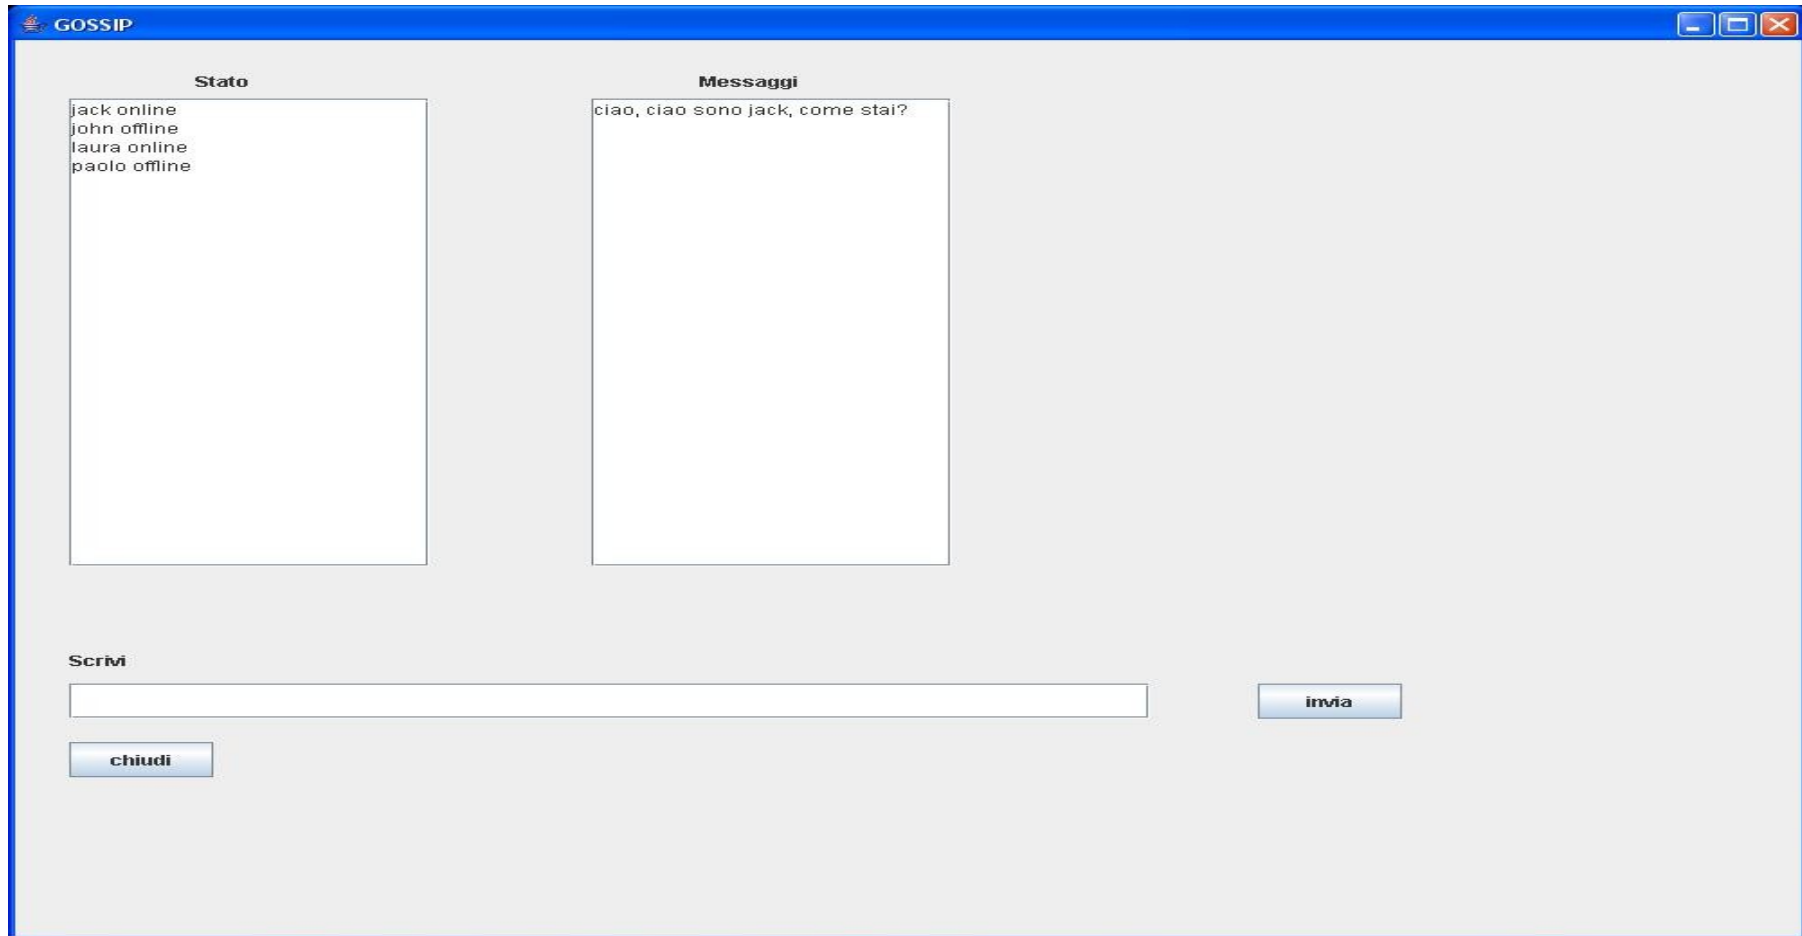 GOSSIP
Stato
jack online
john offline
laura online
paolo offline
Messaggi
ciao, ciao sono jack, come stai?
Scrivi
invia
chiudi